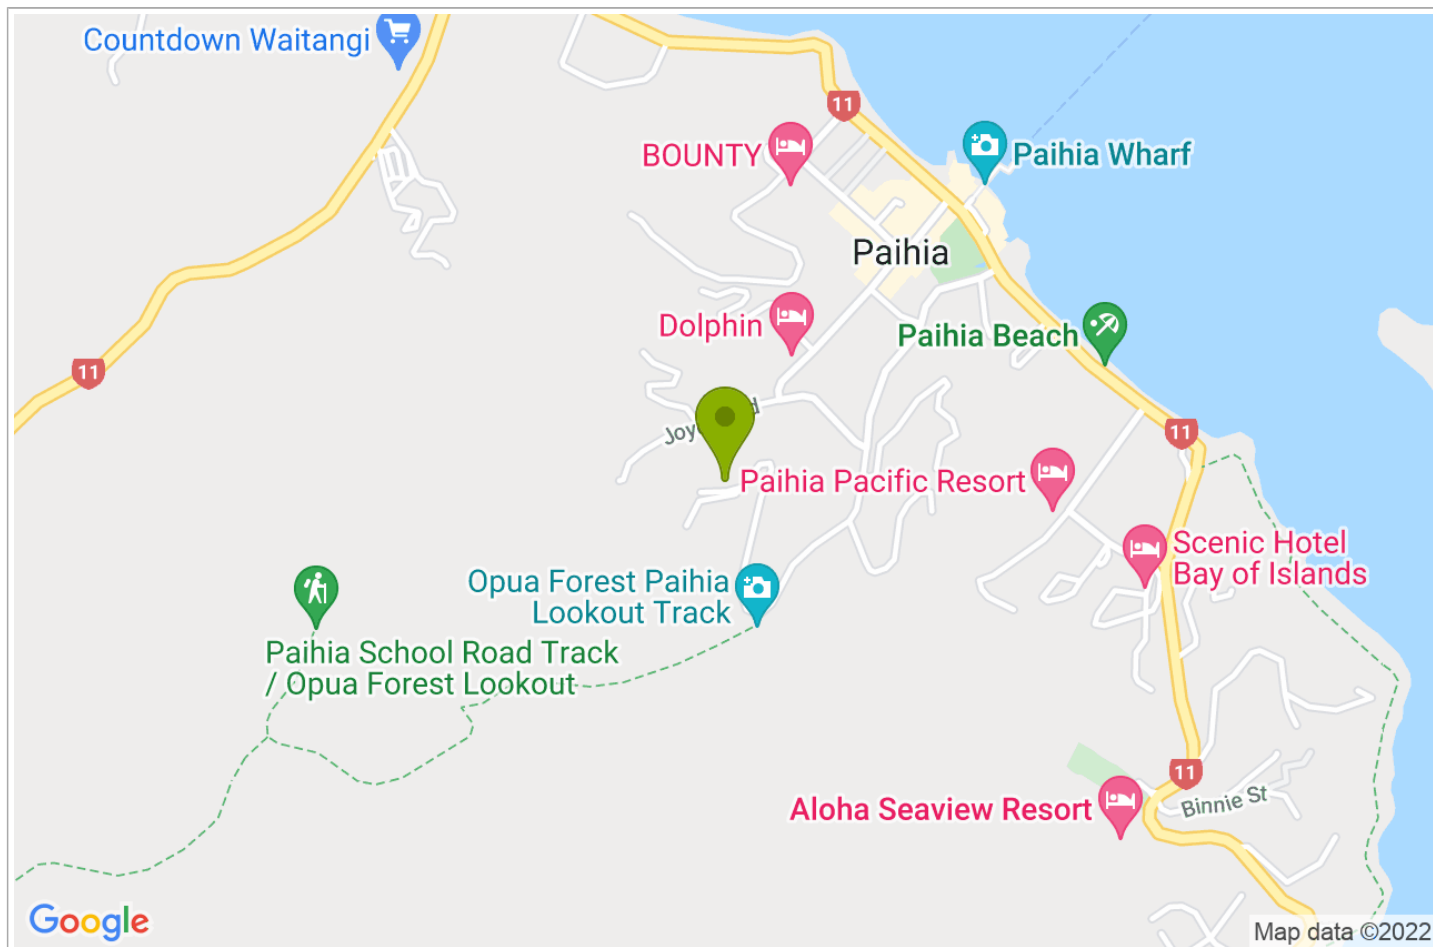 Countdown Waitangi
11
BOUNTY
Paihia Wharf
Paihia
Dolphin
Paihia Beach
11
11
Paihia Pacific Resort
Scenic Hotel
Bay of Islands
Opua Forest Paihia
Lookout Track
Paihia School Road Track
/ Opua Forest Lookout
11
Aloha Seaview Resort
Binnie St
Google
Map data ©2022